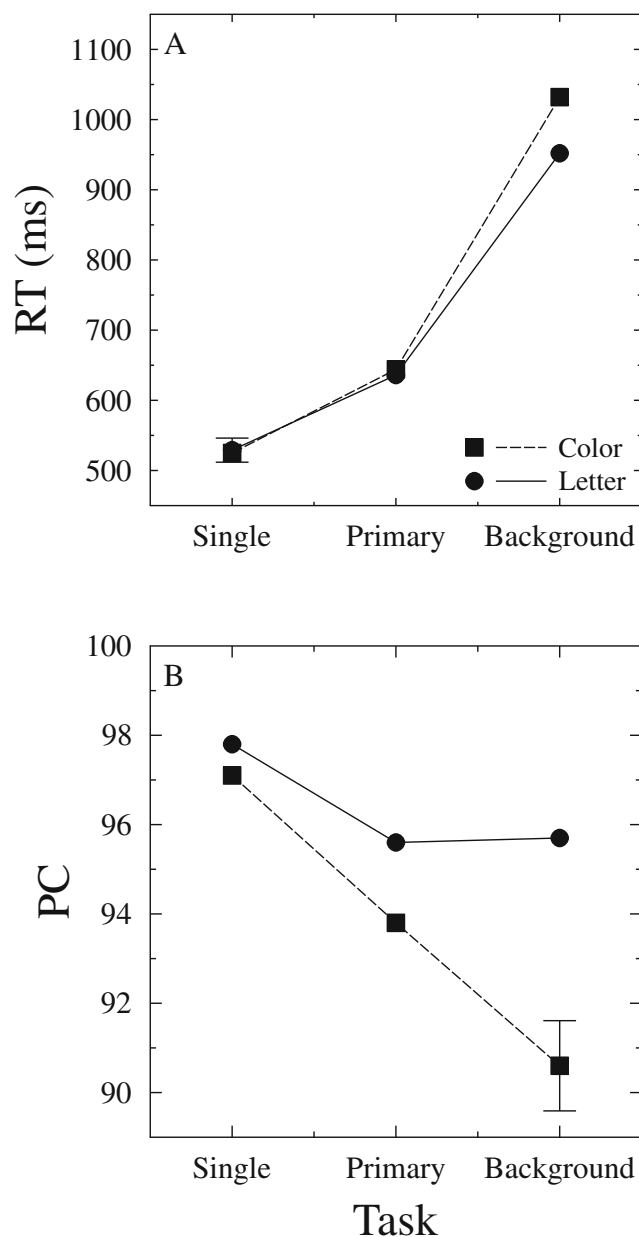 A
1100
1000
900
800
700
600
500
RT (ms)
Color
Letter
Single Primary Background
B
100
98
96
94
92
90
PC
Single Primary Background
Task